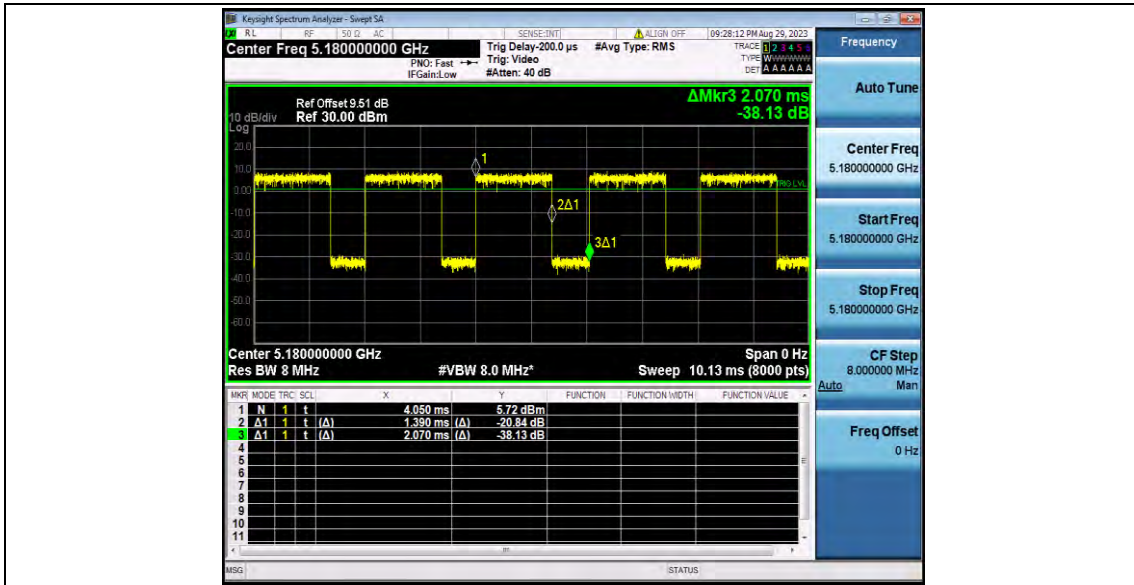 Keysight Spectrum Analyzer - Swept SA
RL RF 50 Ω AC SENSE:INT ALIGN OFF 09:28:12 PM Aug 29, 2023
Center Freq 5.180000000 GHz
PNO: Fast
IFGain:Low
Trig Delay-200.0 µs
Trig: Video
#Atten: 40 dB
#Avg Type: RMS
TRACE 1 2 3 4 5 6
TYPE WWWWWW
DET A A A A A A
Frequency
Auto Tune
Center Freq
5.180000000 GHz
Start Freq
5.180000000 GHz
Stop Freq
5.180000000 GHz
CF Step
8.000000 MHz
Auto Man
Freq Offset
0 Hz
Ref Offset 9.51 dB
10 dB/div Ref 30.00 dBm
Log
ΔMkr3 2.070 ms
-38.13 dB
20.0
10.0
0.00
-10.0
-20.0
-30.0
-40.0
-50.0
-60.0
1
2Δ1
3Δ1
TRIG LVL
Center 5.180000000 GHz Span 0 Hz
Res BW 8 MHz #VBW 8.0 MHz* Sweep 10.13 ms (8000 pts)
MKR MODE TRC SCL X Y FUNCTION FUNCTION WIDTH FUNCTION VALUE
1 N 1 t 4.050 ms 5.72 dBm
2 Δ1 1 t (Δ) 1.390 ms (Δ) -20.84 dB
3 Δ1 1 t (Δ) 2.070 ms (Δ) -38.13 dB
4
5
6
7
8
9
10
11
MSG STATUS